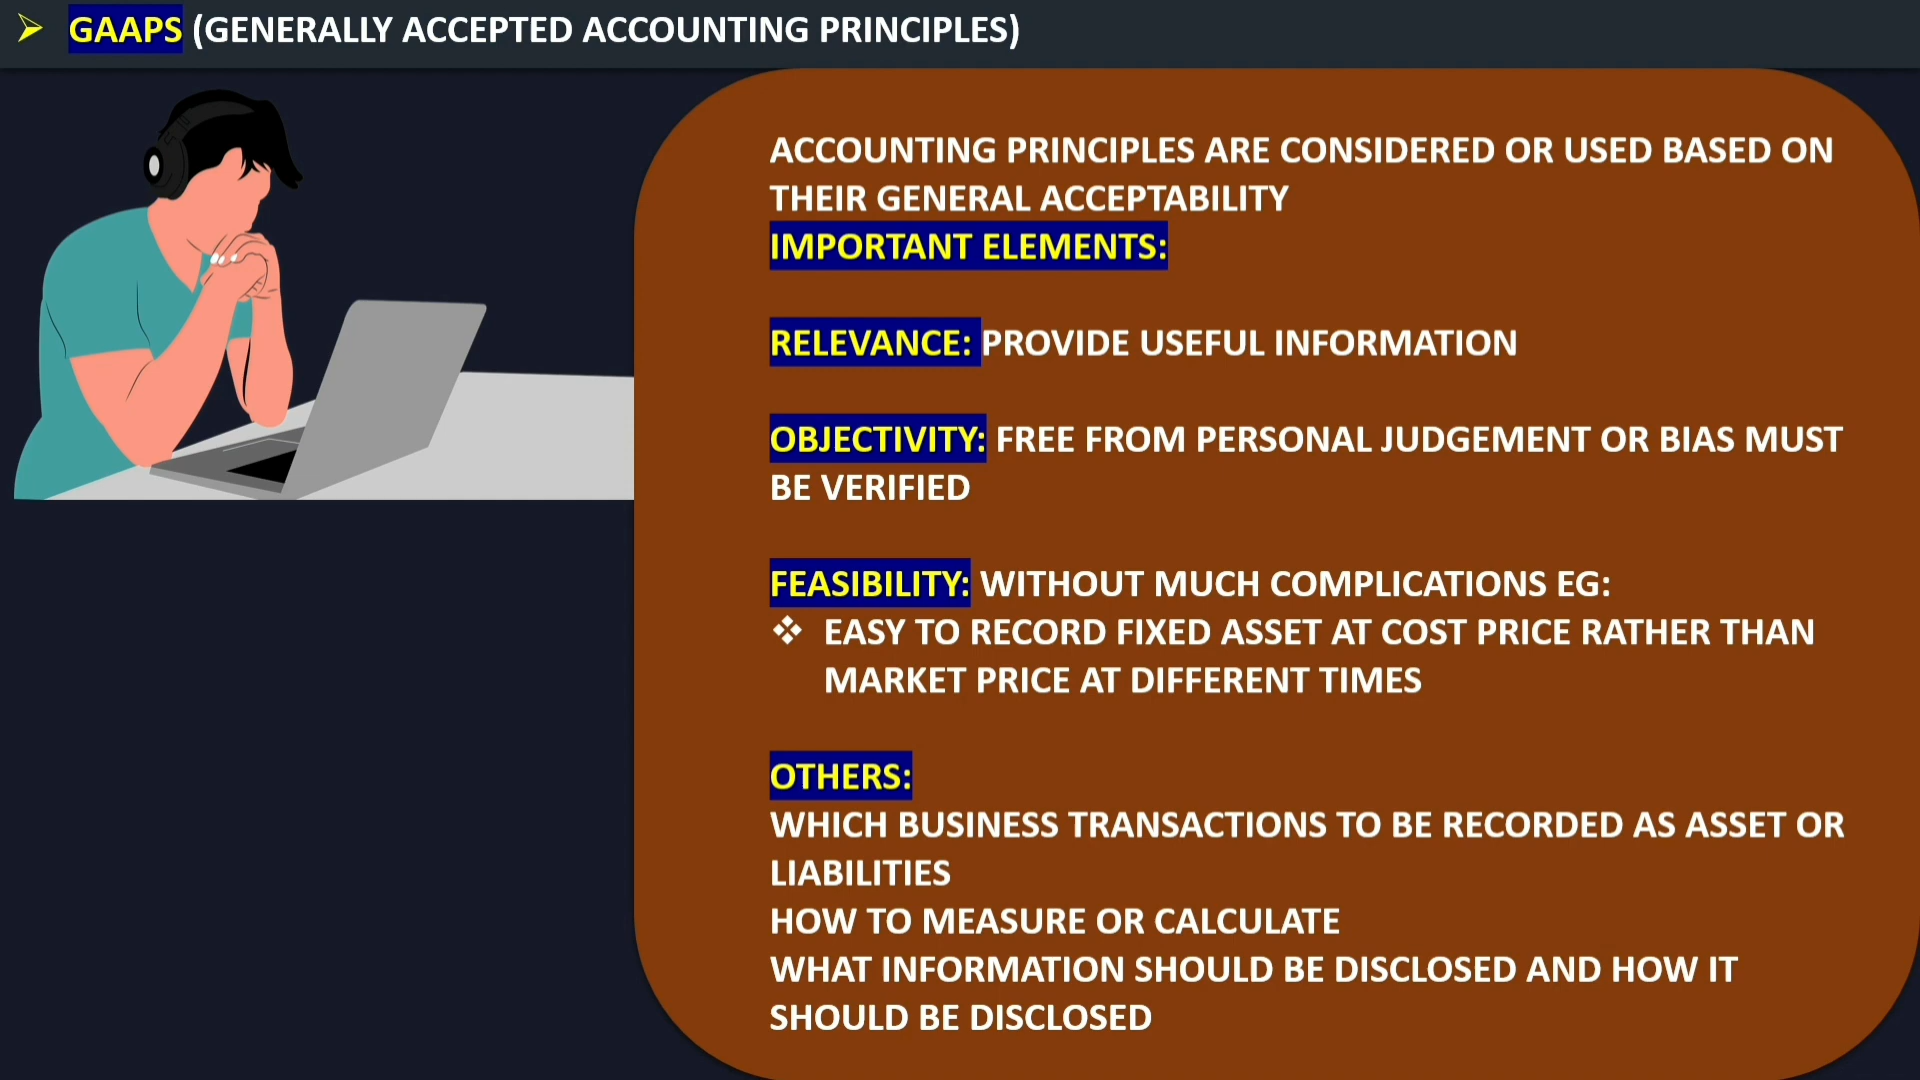 GAAPS (GENERALLY ACCEPTED ACCOUNTING PRINCIPLES)
ACCOUNTING PRINCIPLES ARE CONSIDERED OR USED BASED ON
THEIR GENERAL ACCEPTABILITY
IMPORTANT ELEMENTS:
RELEVANCE: PROVIDE USEFUL INFORMATION
OBJECTIVITY: FREE FROM PERSONAL JUDGEMENT OR BIAS MUST
BE VERIFIED
FEASIBILITY: WITHOUT MUCH COMPLICATIONS EG:
EASY TO RECORD FIXED ASSET AT COST PRICE RATHER THAN
MARKET PRICE AT DIFFERENT TIMES
OTHERS:
WHICH BUSINESS TRANSACTIONS TO BE RECORDED AS ASSET OR
LIABILITIES
HOW TO MEASURE OR CALCULATE
WHAT INFORMATION SHOULD BE DISCLOSED AND HOW IT
SHOULD BE DISCLOSED